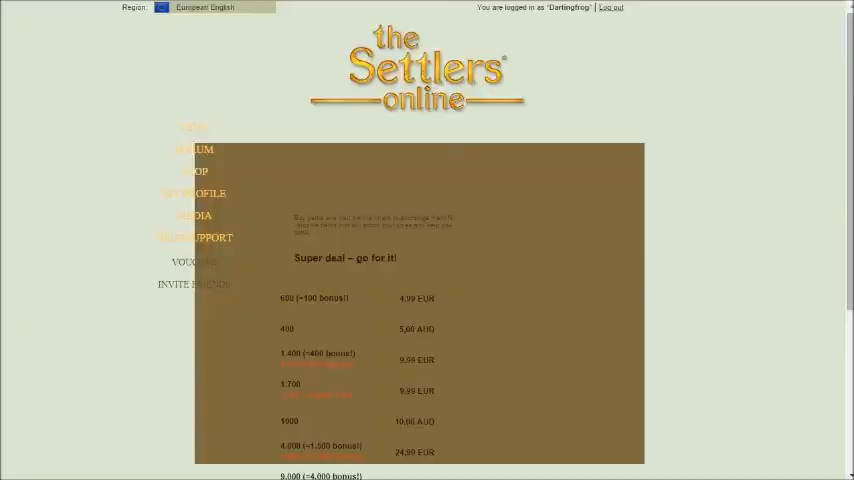 Region: European English
You are logged in as "Dartingfrog" | Log out
the
Settlers
online
FORUM
SHOP
MY PROFILE
MEDIA
SUPPORT
VOUCHER
INVITE FRIENDS
Super deal – go for it!
600 (=100 bonus!) 4,99 EUR
400 5,00 AUD
1.400 (=400 bonus!)
9,99 EUR
1.700
9,99 EUR
1900 10,00 AUD
4.000 (=1.500 bonus!)
24,99 EUR
9.000 (=4.000 bonus!)